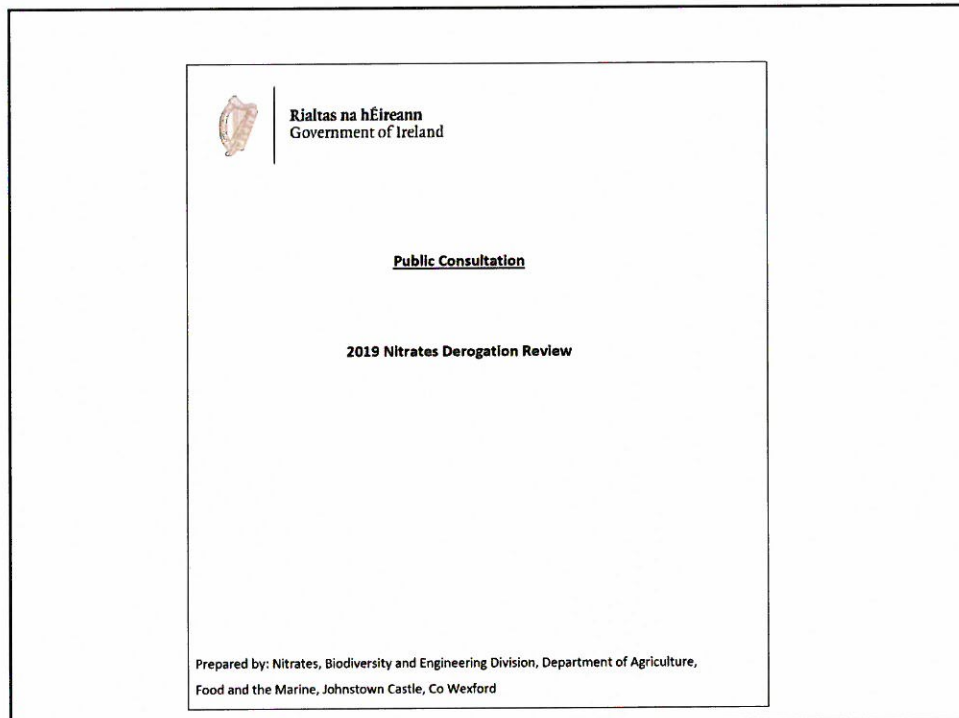 Rialtas na hÉireann
Government of Ireland
Public Consultation
2019 Nitrates Derogation Review
Prepared by: Nitrates, Biodiversity and Engineering Division, Department of Agriculture,
Food and the Marine, Johnstown Castle, Co Wexford